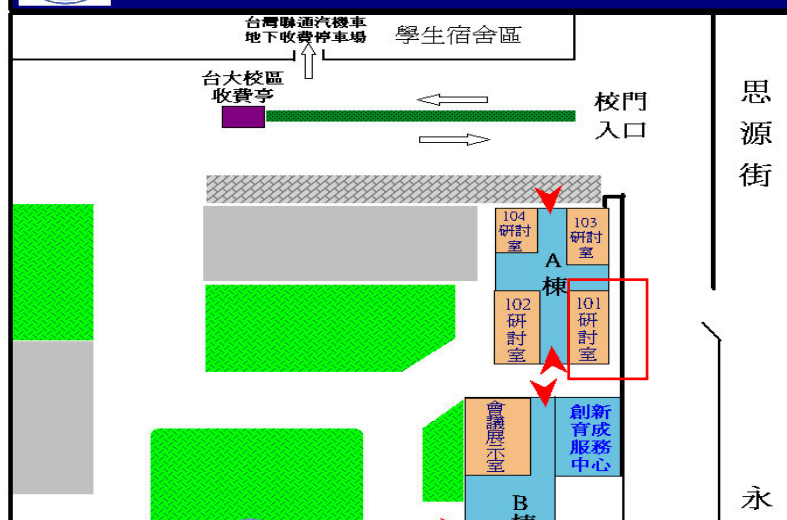 台灣聯通汽機車
地下收費停車場
學生宿舍區
台大校區
收費亭
校門
入口
思源街
104
研討
室
103
研討
室
A
棟
102
研
討
室
101
研
討
室
會議展示室
創新
育成
服務
中心
B
棟
永